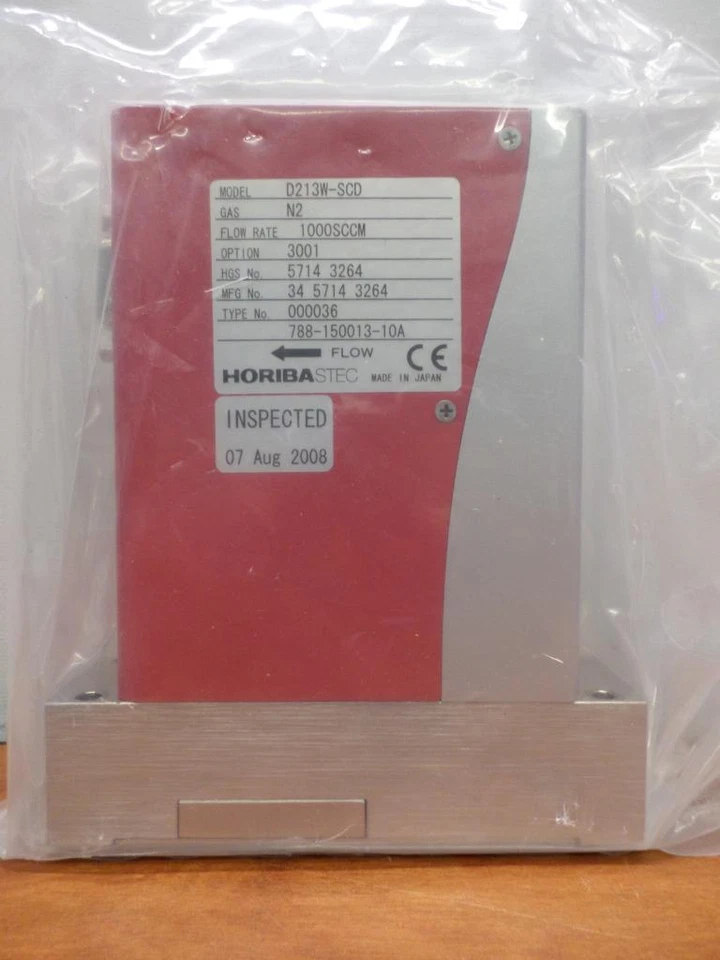 MODEL D213W-SCD
GAS N2
FLOW RATE 1000SCCM
OPTION 3001
HGS No. 5714 3264
MFG No. 34 5714 3264
TYPE No. 000036
788-150013-10A
FLOW CE
HORIBASTEC MADE IN JAPAN
INSPECTED
07 Aug 2008